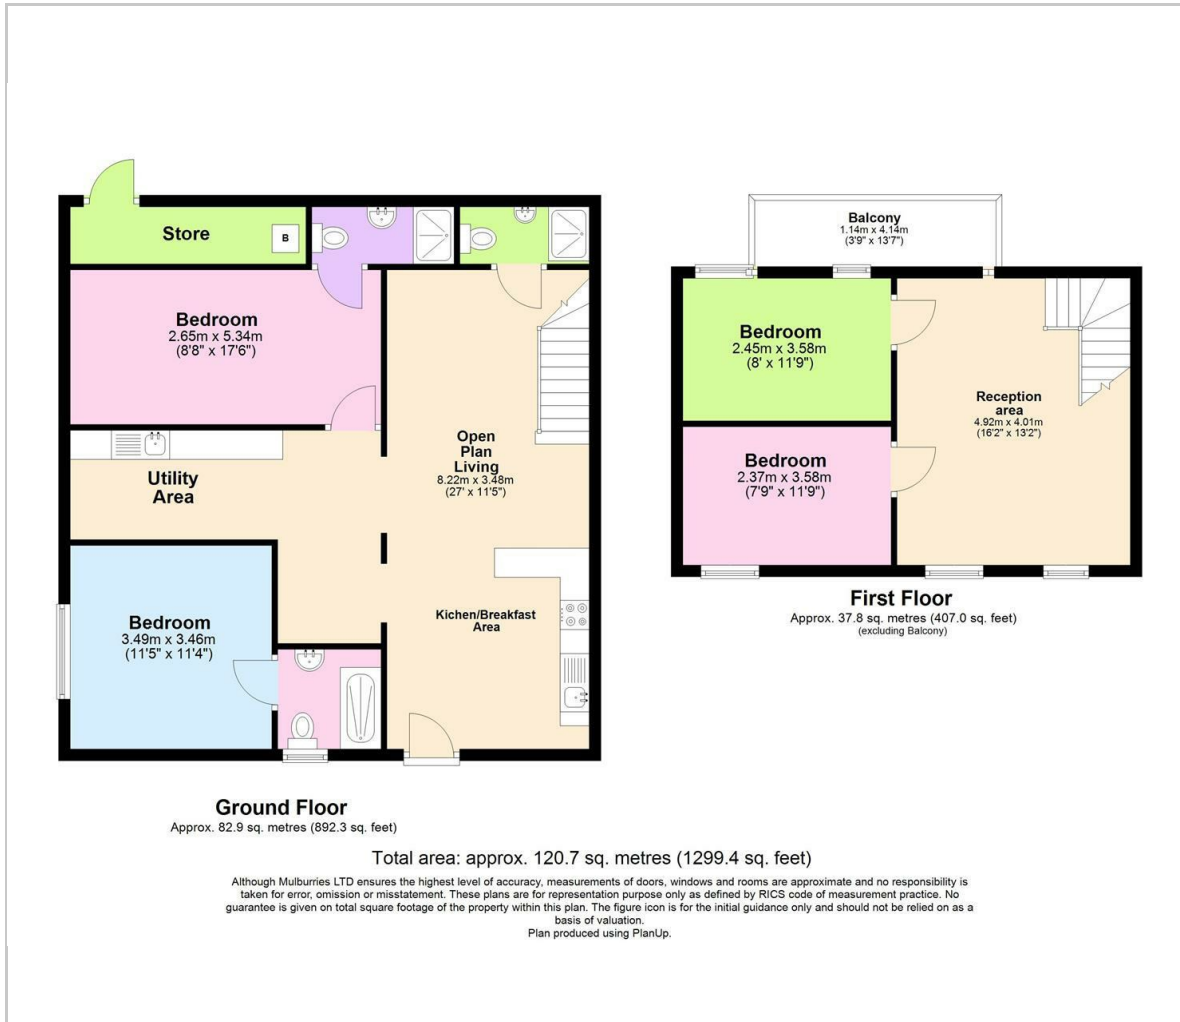 Store
B
Bedroom
2.65m x 5.34m
(8'8" x 17'6")
Utility
Area
Open
Plan
Living
8.22m x 3.48m
(27' x 11'5")
Bedroom
3.49m x 3.46m
(11'5" x 11'4")
Kichen/Breakfast
Area
Ground Floor
Approx. 82.9 sq. metres (892.3 sq. feet)
Balcony
1.14m x 4.14m
(3'9" x 13'7")
Bedroom
2.45m x 3.58m
(8' x 11'9")
Reception
area
4.92m x 4.01m
(16'2" x 13'2")
Bedroom
2.37m x 3.58m
(7'9" x 11'9")
First Floor
Approx. 37.8 sq. metres (407.0 sq. feet)
(excluding Balcony)
Total area: approx. 120.7 sq. metres (1299.4 sq. feet)
Although Mulburries LTD ensures the highest level of accuracy, measurements of doors, windows and rooms are approximate and no responsibility is
taken for error, omission or misstatement. These plans are for representation purpose only as defined by RICS code of measurement practice. No
guarantee is given on total square footage of the property within this plan. The figure icon is for the initial guidance only and should not be relied on as a
basis of valuation.
Plan produced using PlanUp.